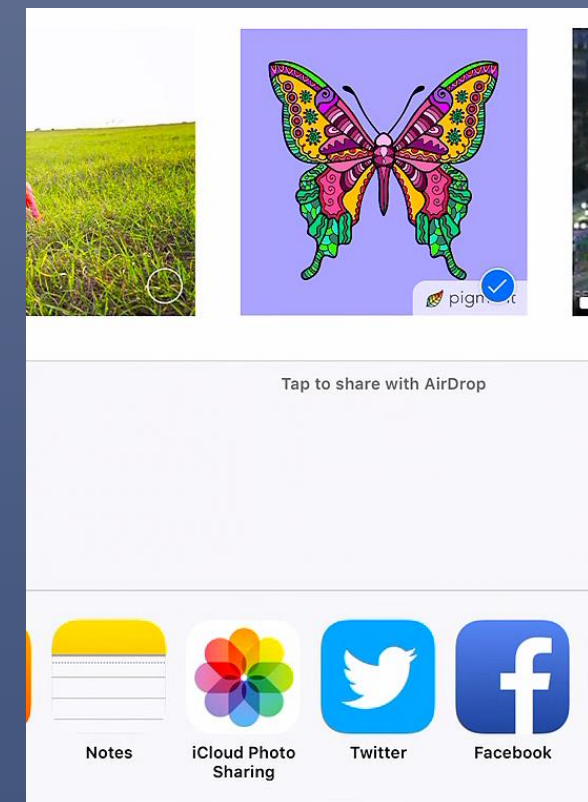 Tap to share with AirDrop
Notes
iCloud Photo
Sharing
Twitter
Facebook